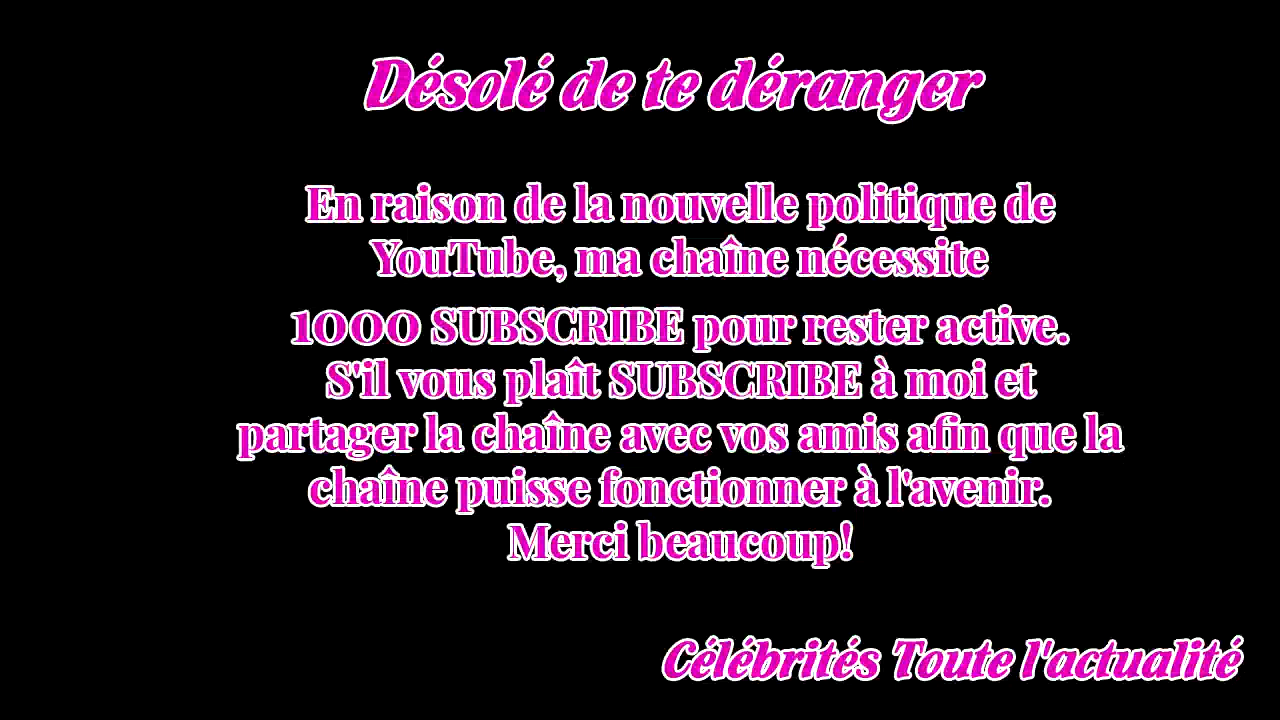 Désolé de te déranger
En raison de la nouvelle politique de
YouTube, ma chaîne nécessite
1000 SUBSCRIBE pour rester active.
S'il vous plaît SUBSCRIBE à moi et
partager la chaîne avec vos amis afin que la
chaîne puisse fonctionner à l'avenir.
Merci beaucoup!
Célébrités Toute l'actualité